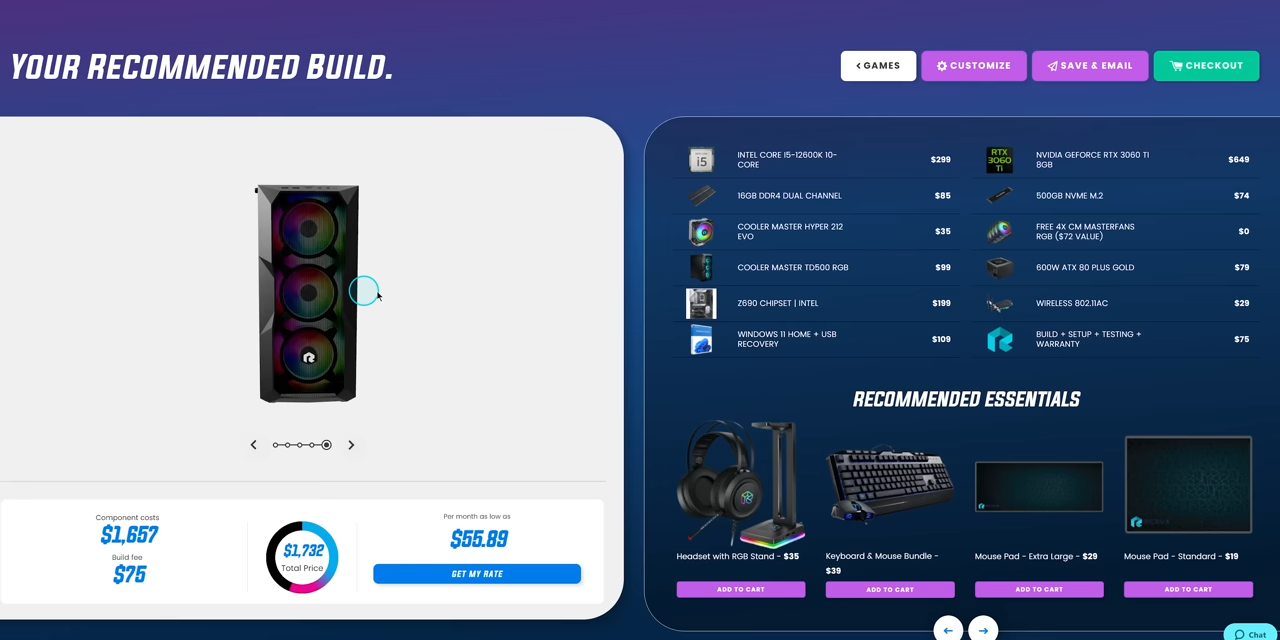 YOUR RECOMMENDED BUILD.
GAMES
CUSTOMIZE
SAVE & EMAIL
CHECKOUT
i5
INTEL CORE I5-12600K 10-
CORE
$299
RTX
3060
Ti
NVIDIA GEFORCE RTX 3060 TI
8GB
$649
16GB DDR4 DUAL CHANNEL
$85
500GB NVME M.2
$74
COOLER MASTER HYPER 212
EVO
$35
FREE 4X CM MASTERFANS
RGB ($72 VALUE)
$0
COOLER MASTER TD500 RGB
$99
600W ATX 80 PLUS GOLD
$79
Z690 CHIPSET | INTEL
$199
WIRELESS 802.11AC
$29
WINDOWS 11 HOME + USB
RECOVERY
$109
BUILD + SETUP + TESTING +
WARRANTY
$75
RECOMMENDED ESSENTIALS
Headset with RGB Stand - $35
Keyboard & Mouse Bundle -
$39
Mouse Pad - Extra Large - $29
Mouse Pad - Standard - $19
ADD TO CART
ADD TO CART
ADD TO CART
ADD TO CART
Component costs
$1,657
Build fee
$75
$1,732
Total Price
Per month as low as
$55.89
GET MY RATE
Chat